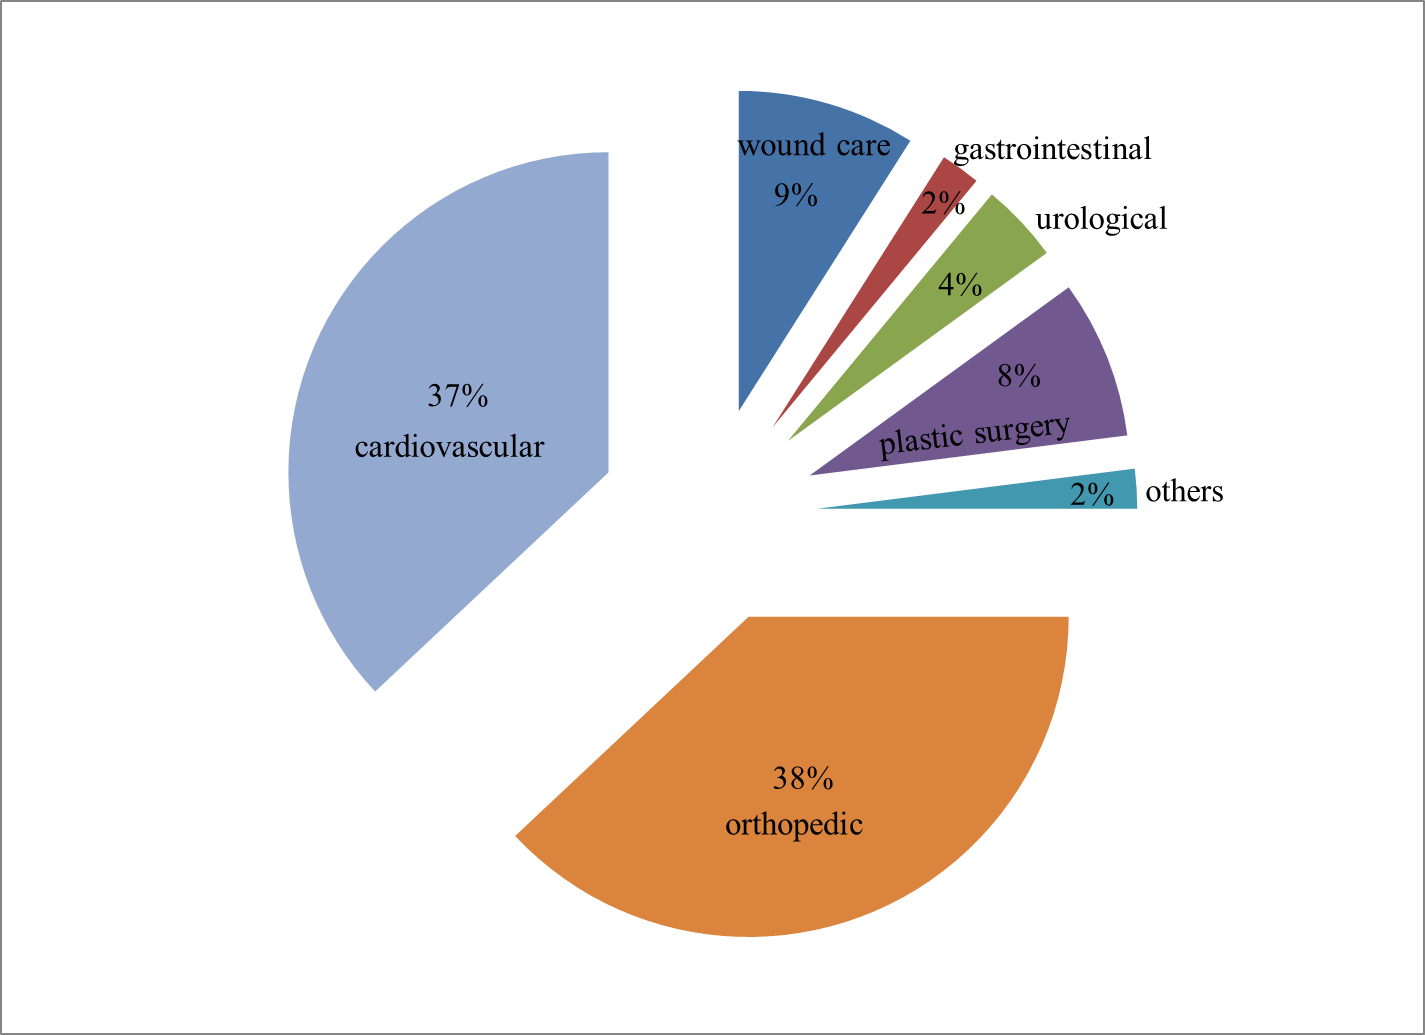 wound care
9%
gastrointestinal
2%
urological
4%
8%
plastic surgery
2%
others
38%
orthopedic
37%
cardiovascular